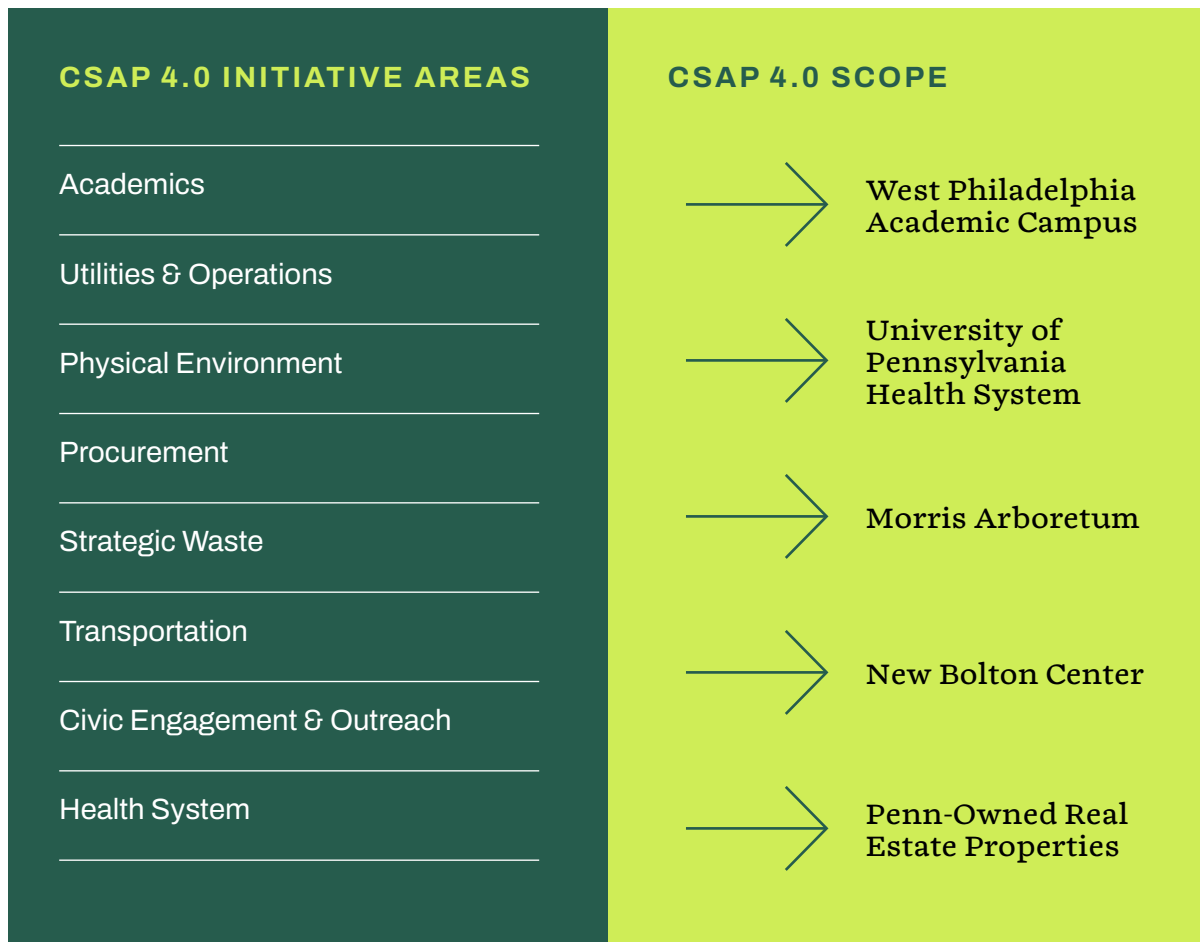 CSAP 4.0 INITIATIVE AREAS
Academics
Utilities & Operations
Physical Environment
Procurement
Strategic Waste
Transportation
Civic Engagement & Outreach
Health System
CSAP 4.0 SCOPE
West Philadelphia
Academic Campus
University of
Pennsylvania
Health System
Morris Arboretum
New Bolton Center
Penn-Owned Real
Estate Properties